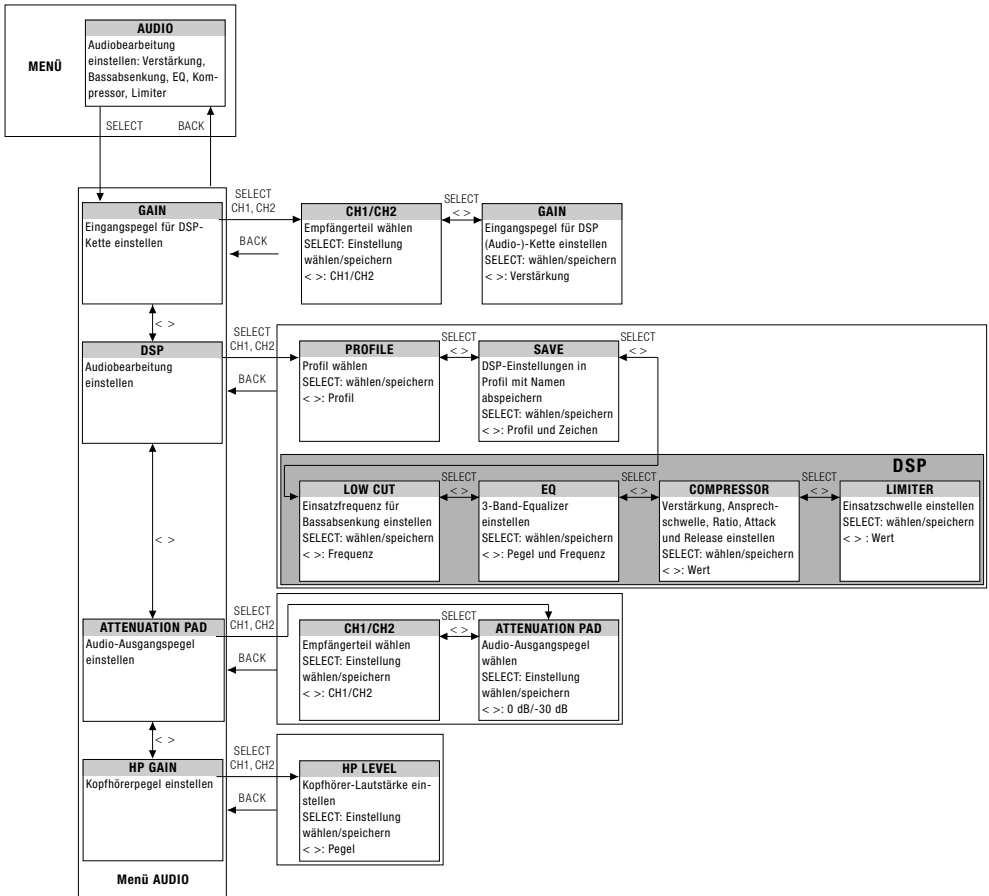 AUDIO
Audiobearbeitung
einstellen: Verstärkung,
Bassabsenkung, EQ, Kom-
pressor, Limiter
MENÜ
SELECT
BACK
GAIN
Eingangspegel für DSP-
Kette einstellen
SELECT
CH1, CH2
BACK
CH1/CH2
Empfängerteil wählen
SELECT: Einstellung
wählen/speichern
< >: CH1/CH2
SELECT
< >
GAIN
Eingangspegel für DSP
(Audio-)-Kette einstellen
SELECT: wählen/speichern
< >: Verstärkung
< >
DSP
Audiobearbeitung
einstellen
SELECT
CH1, CH2
BACK
PROFILE
Profil wählen
SELECT: wählen/speichern
< >: Profil
SELECT
< >
SAVE
DSP-Einstellungen in
Profil mit Namen
abspeichern
SELECT: wählen/speichern
< >: Profil und Zeichen
SELECT
< >
DSP
LOW CUT
Einsatzfrequenz für
Bassabsenkung einstellen
SELECT: wählen/speichern
< >: Frequenz
SELECT
< >
EQ
3-Band-Equalizer
einstellen
SELECT: wählen/speichern
< >: Pegel und Frequenz
SELECT
< >
COMPRESSOR
Verstärkung, Ansprech-
schwelle, Ratio, Attack
und Release einstellen
SELECT: wählen/speichern
< >: Wert
SELECT
< >
LIMITER
Einsatzschwelle einstellen
SELECT: wählen/speichern
< > : Wert
< >
ATTENUATION PAD
Audio-Ausgangspegel
einstellen
SELECT
CH1, CH2
BACK
CH1/CH2
Empfängerteil wählen
SELECT: Einstellung
wählen/speichern
< >: CH1/CH2
SELECT
< >
ATTENUATION PAD
Audio-Ausgangspegel
wählen
SELECT: Einstellung
wählen/speichern
< >: 0 dB/-30 dB
< >
HP GAIN
Kopfhörerpegel einstellen
SELECT
CH1, CH2
BACK
HP LEVEL
Kopfhörer-Lautstärke ein-
stellen
SELECT: Einstellung
wählen/speichern
< >: Pegel
Menü AUDIO